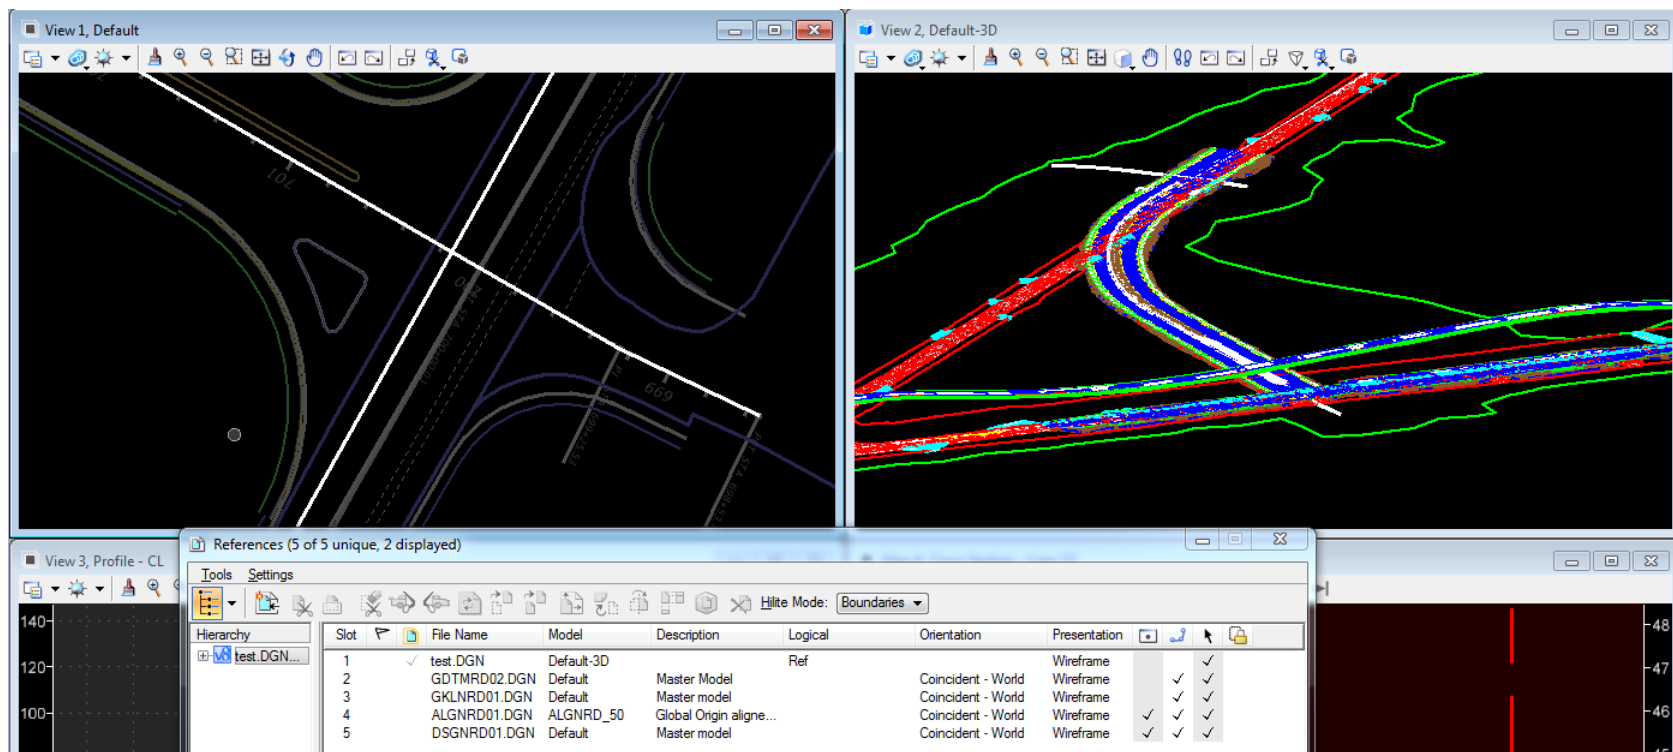 View 1, Default
View 2, Default-3D
701
699
View 3, Profile - CL
References (5 of 5 unique, 2 displayed)
Tools Settings
Hilite Mode: Boundaries
Hierarchy
test.DGN...
Slot File Name Model Description Logical Orientation Presentation
1 test.DGN Default-3D Ref Wireframe
2 GDTMRD02.DGN Default Master Model Coincident - World Wireframe
3 GKLNRD01.DGN Default Master model Coincident - World Wireframe
4 ALGNRD01.DGN ALGNRD_50 Global Origin aligne... Coincident - World Wireframe
5 DSGNRD01.DGN Default Master model Coincident - World Wireframe
140
120
100
48
47
46